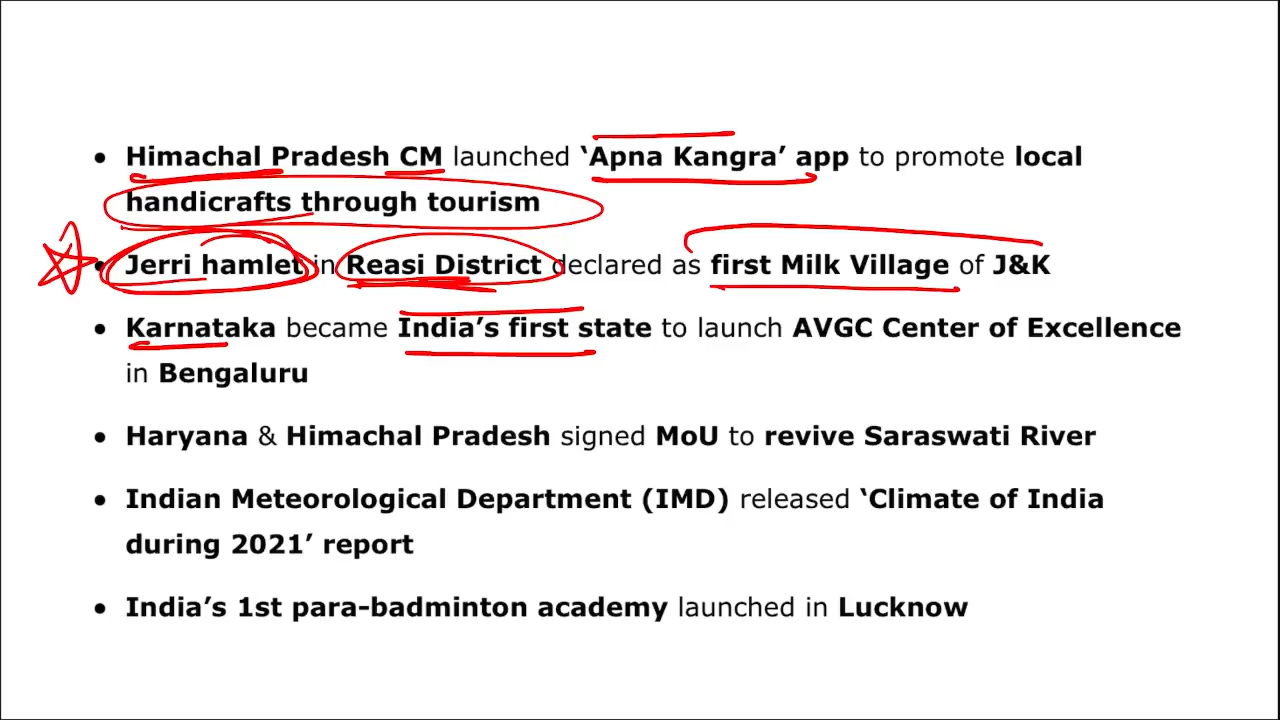 • Himachal Pradesh CM launched ‘Apna Kangra’ app to promote local
handicrafts through tourism
• Jerri hamlet in Reasi District declared as first Milk Village of J&K
• Karnataka became India’s first state to launch AVGC Center of Excellence
in Bengaluru
• Haryana & Himachal Pradesh signed MoU to revive Saraswati River
• Indian Meteorological Department (IMD) released ‘Climate of India
during 2021’ report
• India’s 1st para-badminton academy launched in Lucknow